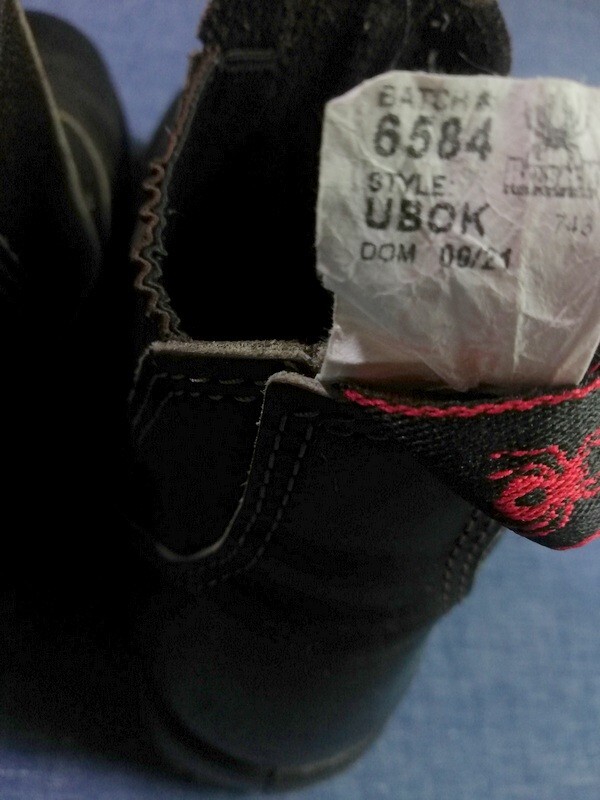 BATCH #
6584
STYLE:
UBOK
DOM 09/21